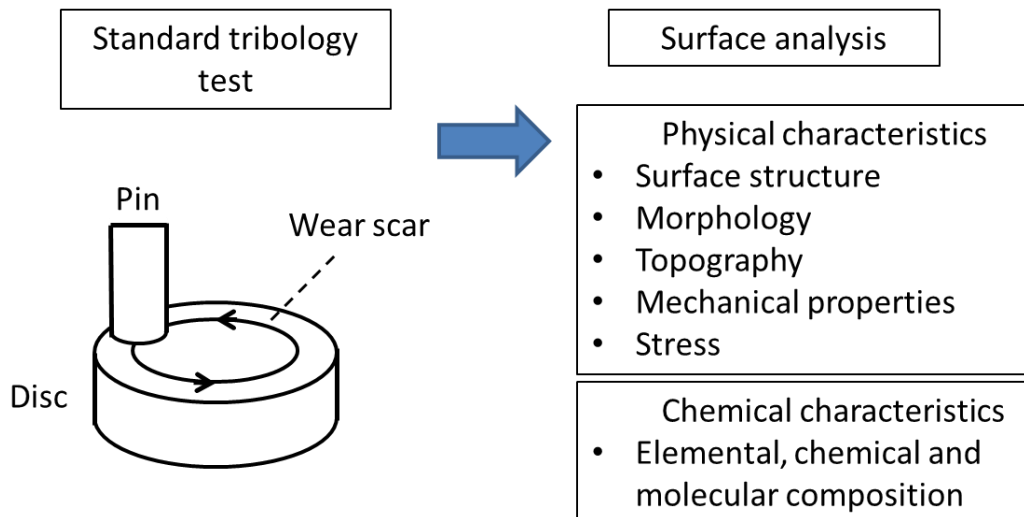 Standard tribology
test
Pin
Wear scar
Disc
Surface analysis
Physical characteristics
• Surface structure
• Morphology
• Topography
• Mechanical properties
• Stress
Chemical characteristics
• Elemental, chemical and
molecular composition